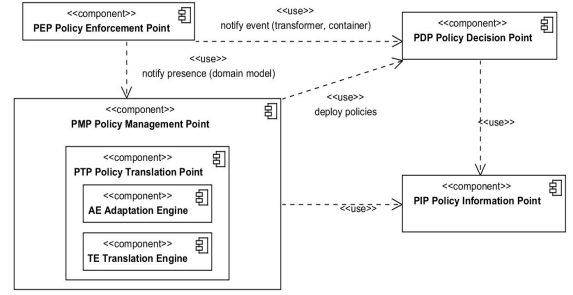 <<component>>
PEP Policy Enforcement Point
<<use>>
notify event (transformer, container)
<<component>>
PDP Policy Decision Point
<<use>>
notify presence (domain model)
<<component>>
PMP Policy Management Point
<<use>>
deploy policies
<<use>>
<<component>>
PTP Policy Translation Point
<<component>>
AE Adaptation Engine
<<component>>
TE Translation Engine
<<use>>
<<component>>
PIP Policy Information Point